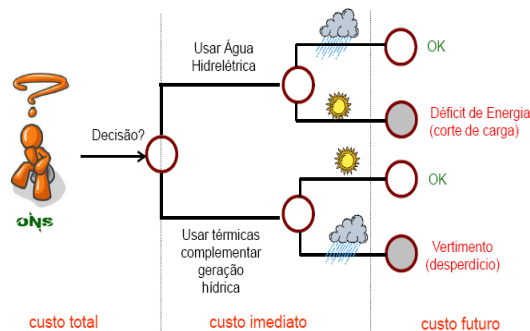 Usar Água
Hidrelétrica
OK
Decisão?
Déficit de Energia
(corte de carga)
ONS
OK
Usar térmicas
complementar
geração
hídrica
Vertimento
(desperdício)
custo total
custo imediato
custo futuro